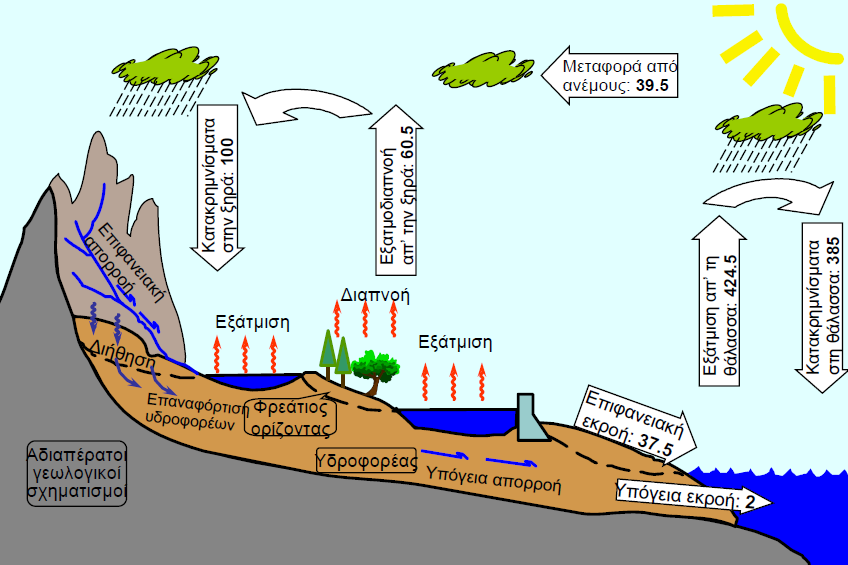 Μεταφορά από
ανέμους: 39.5
Κατακρημνίσματα
στην ξηρά: 100
Εξατμοδιαπνοή
απ' την ξηρά: 60.5
Εξάτμιση απ' τη
θάλασσα: 424.5
Κατακρημνίσματα
στη θάλασσα: 385
Επιφανειακή
απορροή
Εξάτμιση
Διαπνοή
Εξάτμιση
Διήθηση
Επαναφόρτιση
υδροφορέων
Φρεάτιος
ορίζοντας
Επιφανειακή
εκροή: 37.5
Αδιαπέρατοι
γεωλογικοί
σχηματισμοί
Υδροφορέας
Υπόγεια απορροή
Υπόγεια εκροή: 2